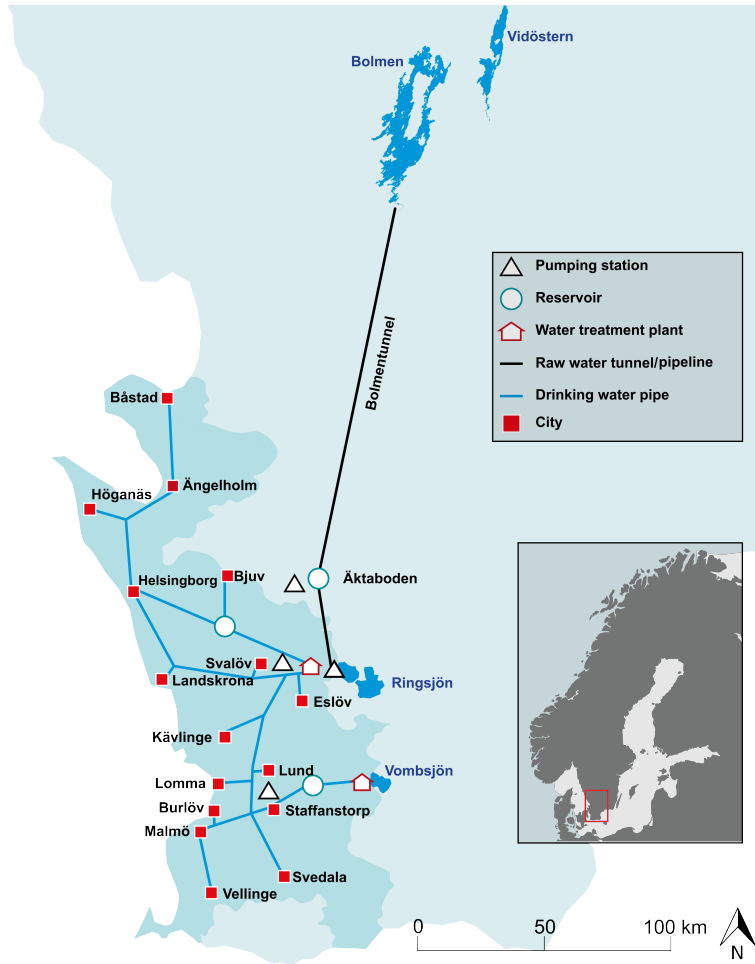 Vidöstern
Bolmen
Pumping station
Reservoir
Water treatment plant
Raw water tunnel/pipeline
Drinking water pipe
City
Bolmentunnel
Båstad
Ängelholm
Höganäs
Helsingborg
Bjuv
Äktaboden
Svalöv
Landskrona
Ringsjön
Eslöv
Kävlinge
Lund
Vombsjön
Lomma
Burlöv
Staffanstorp
Malmö
Svedala
Vellinge
0 50 100 km
N